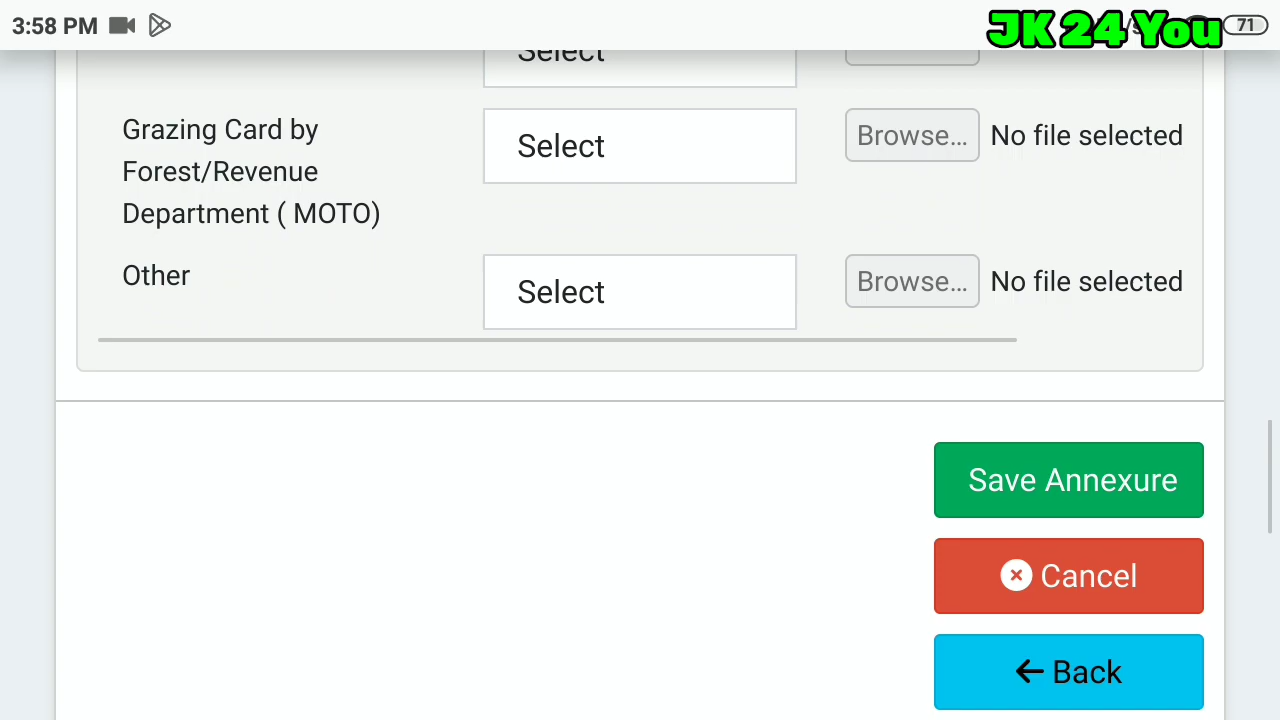 3:58 PM
JK 24 You
71
Select
Grazing Card by
Forest/Revenue
Department ( MOTO)
Select
Browse...
No file selected
Other
Select
Browse...
No file selected
Save Annexure
Cancel
Back